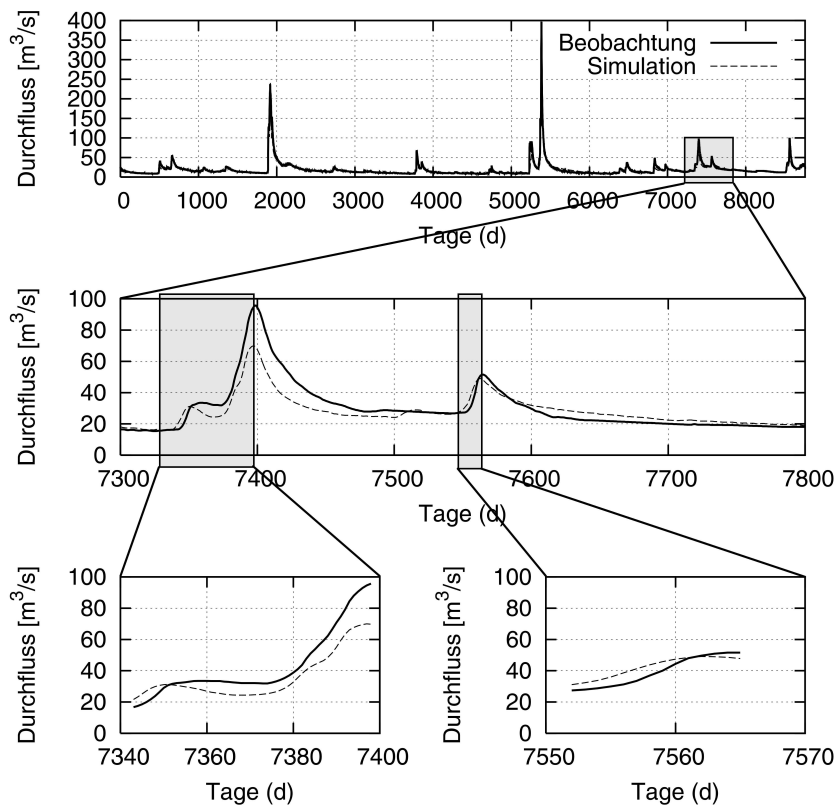 Durchfluss [m³/s]
400
350
300
250
200
150
100
50
0
Beobachtung
Simulation
0 1000 2000 3000 4000 5000 6000 7000 8000
Tage (d)
Durchfluss [m³/s]
100
80
60
40
20
0
7300 7400 7500 7600 7700 7800
Tage (d)
Durchfluss [m³/s]
100
80
60
40
20
0
7340 7360 7380 7400
Tage (d)
Durchfluss [m³/s]
100
80
60
40
20
0
7550 7560 7570
Tage (d)